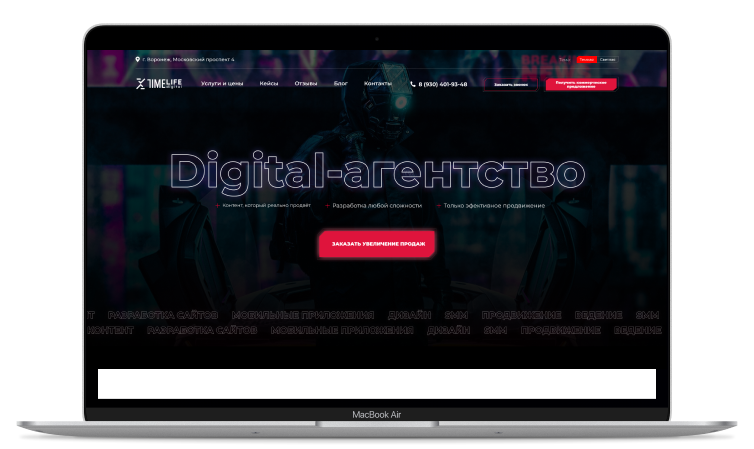 г. Воронеж, Московский проспект 4
Тема: Темная Светлая
TIMELIFE digital Услуги и цены Кейсы Отзывы Блог Контакты 8 (930) 401-93-48 Заказать звонок Получить коммерческое предложение
Digital-агентство
Контент, который реально продаёт Разработка любой сложности Только эфективное продвижение
ЗАКАЗАТЬ УВЕЛИЧЕНИЕ ПРОДАЖ
РАЗРАБОТКА САЙТОВ МОБИЛЬНЫЕ ПРИЛОЖЕНИЯ ДИЗАЙН SMM ПРОДВИЖЕНИЕ ВЕДЕНИЕ SMM
КОНТЕНТ РАЗРАБОТКА САЙТОВ МОБИЛЬНЫЕ ПРИЛОЖЕНИЯ ДИЗАЙН SMM ПРОДВИЖЕНИЕ ВЕДЕНИЕ
MacBook Air